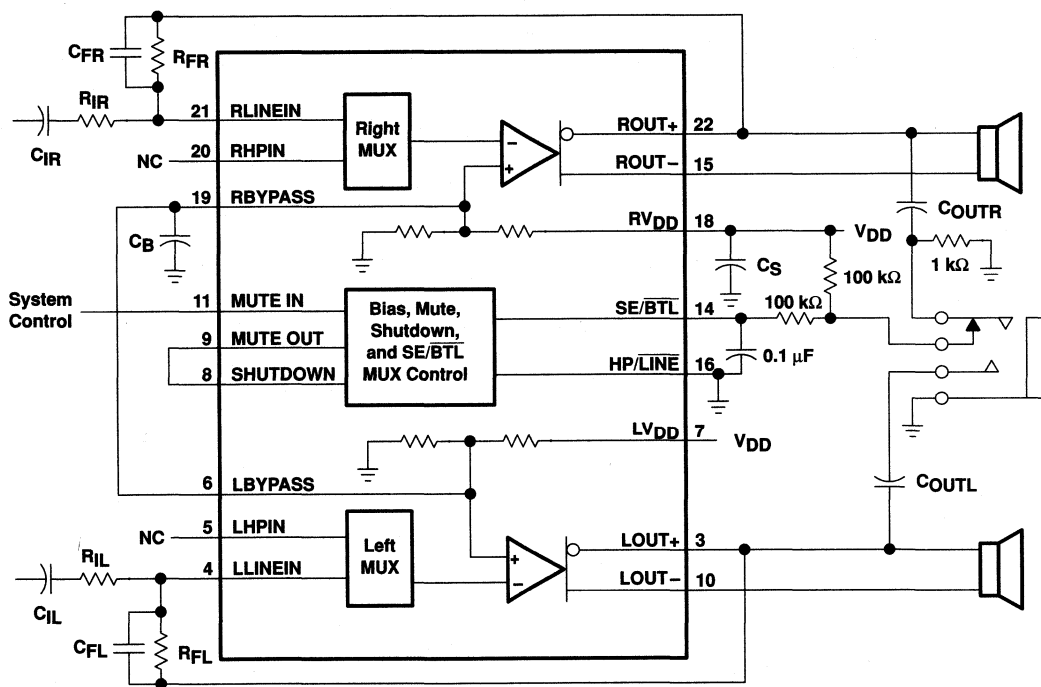 CFR
RFR
RIR
CIR
21 RLINEIN
NC
20 RHPIN
Right
MUX
−
+
ROUT+ 22
ROUT− 15
19 RBYPASS
CB
RVDD 18
VDD
CS
COUTR
1 kΩ
100 kΩ
100 kΩ
System
Control
11 MUTE IN
9 MUTE OUT
8 SHUTDOWN
Bias, Mute,
Shutdown,
and SE/BTL
MUX Control
SE/BTL 14
0.1 μF
HP/LINE 16
LVDD 7
VDD
6 LBYPASS
COUTL
NC
5 LHPIN
RIL
CIL
4 LLINEIN
Left
MUX
+
−
LOUT+ 3
LOUT− 10
CFL
RFL